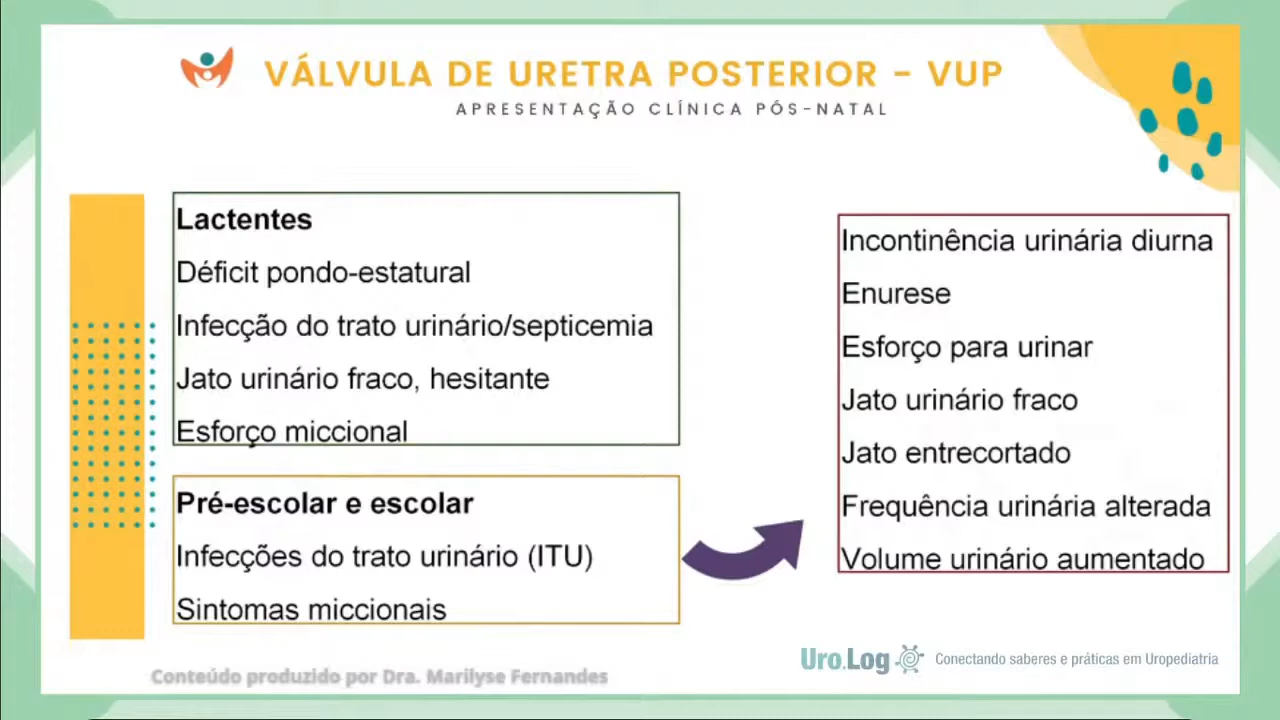 VÁLVULA DE URETRA POSTERIOR - VUP
APRESENTAÇÃO CLÍNICA PÓS-NATAL
Lactentes
Déficit pondo-estatural
Infecção do trato urinário/septicemia
Jato urinário fraco, hesitante
Esforço miccional
Pré-escolar e escolar
Infecções do trato urinário (ITU)
Sintomas miccionais
Incontinência urinária diurna
Enurese
Esforço para urinar
Jato urinário fraco
Jato entrecortado
Frequência urinária alterada
Volume urinário aumentado
Conteúdo produzido por Dra. Marilyse Fernandes
Uro.Log
Conectando saberes e práticas em Uropediatria